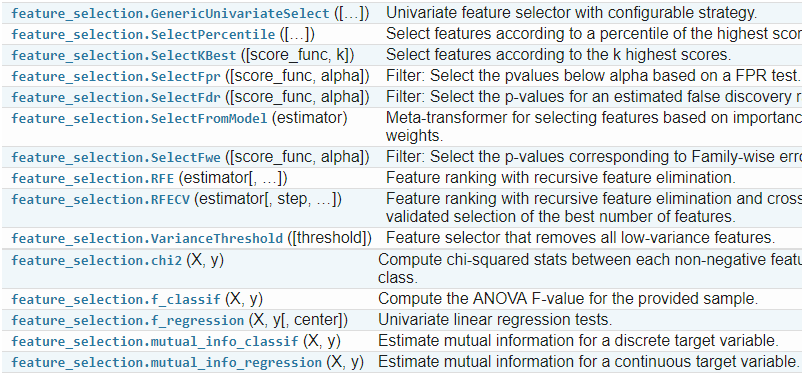 feature_selection.GenericUnivariateSelect ([…]) Univariate feature selector with configurable strategy.
feature_selection.SelectPercentile ([…]) Select features according to a percentile of the highest scor
feature_selection.SelectKBest ([score_func, k]) Select features according to the k highest scores.
feature_selection.SelectFpr ([score_func, alpha]) Filter: Select the pvalues below alpha based on a FPR test.
feature_selection.SelectFdr ([score_func, alpha]) Filter: Select the p-values for an estimated false discovery r
feature_selection.SelectFromModel (estimator) Meta-transformer for selecting features based on importanc
weights.
feature_selection.SelectFwe ([score_func, alpha]) Filter: Select the p-values corresponding to Family-wise erro
feature_selection.RFE (estimator[, …]) Feature ranking with recursive feature elimination.
feature_selection.RFECV (estimator[, step, …]) Feature ranking with recursive feature elimination and cross
validated selection of the best number of features.
feature_selection.VarianceThreshold ([threshold]) Feature selector that removes all low-variance features.
feature_selection.chi2 (X, y) Compute chi-squared stats between each non-negative featu
class.
feature_selection.f_classif (X, y) Compute the ANOVA F-value for the provided sample.
feature_selection.f_regression (X, y[, center]) Univariate linear regression tests.
feature_selection.mutual_info_classif (X, y) Estimate mutual information for a discrete target variable.
feature_selection.mutual_info_regression (X, y) Estimate mutual information for a continuous target variable.